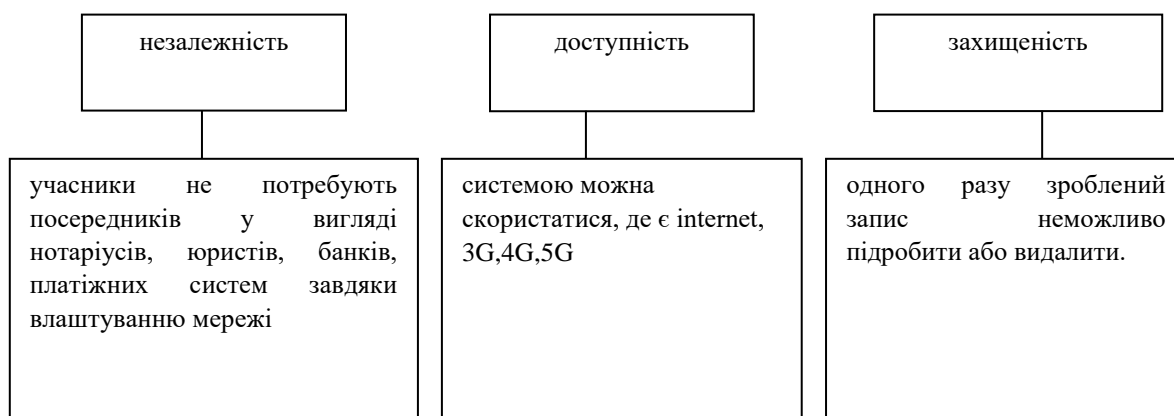 незалежність
доступність
захищеність
учасники не потребують
посередників у вигляді
нотаріусів, юристів, банків,
платіжних систем завдяки
влаштуванню мережі
системою можна
скористатися, де є internet,
3G,4G,5G
одного разу зроблений
запис неможливо
підробити або видалити.